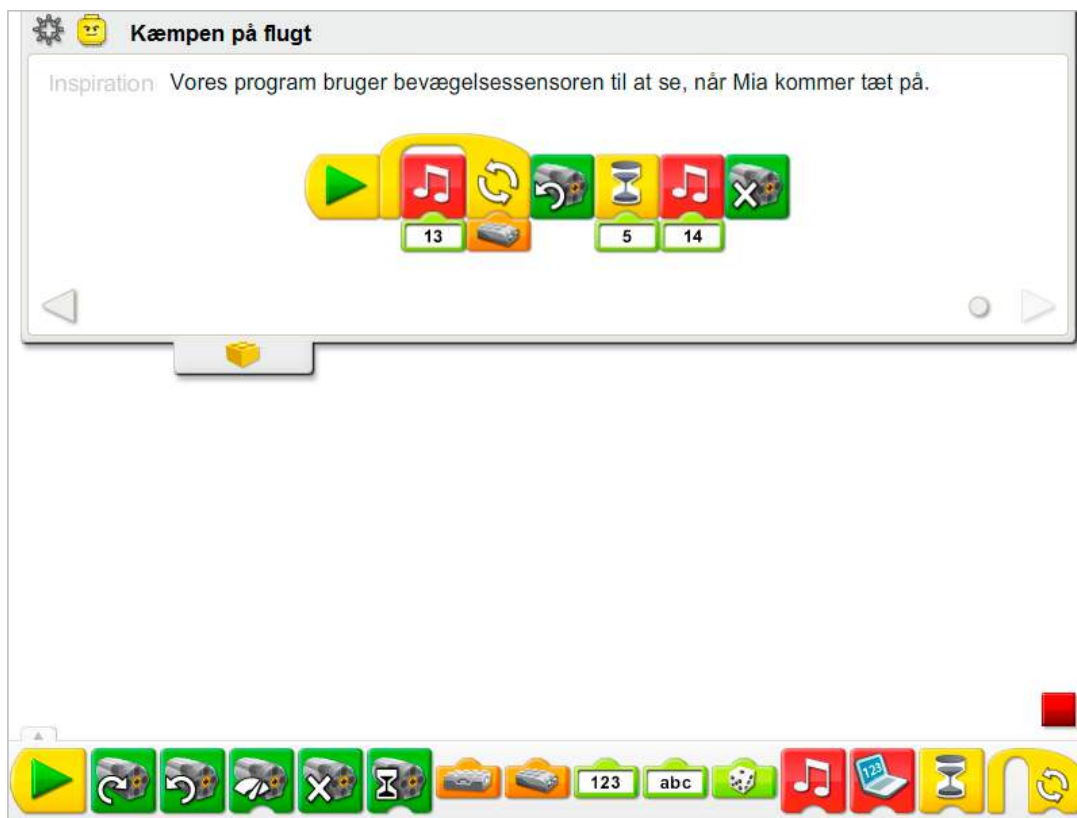 Kæmpen på flugt
Inspiration Vores program bruger bevægelsessensoren til at se, når Mia kommer tæt på.
13 5 14
123 abc 123